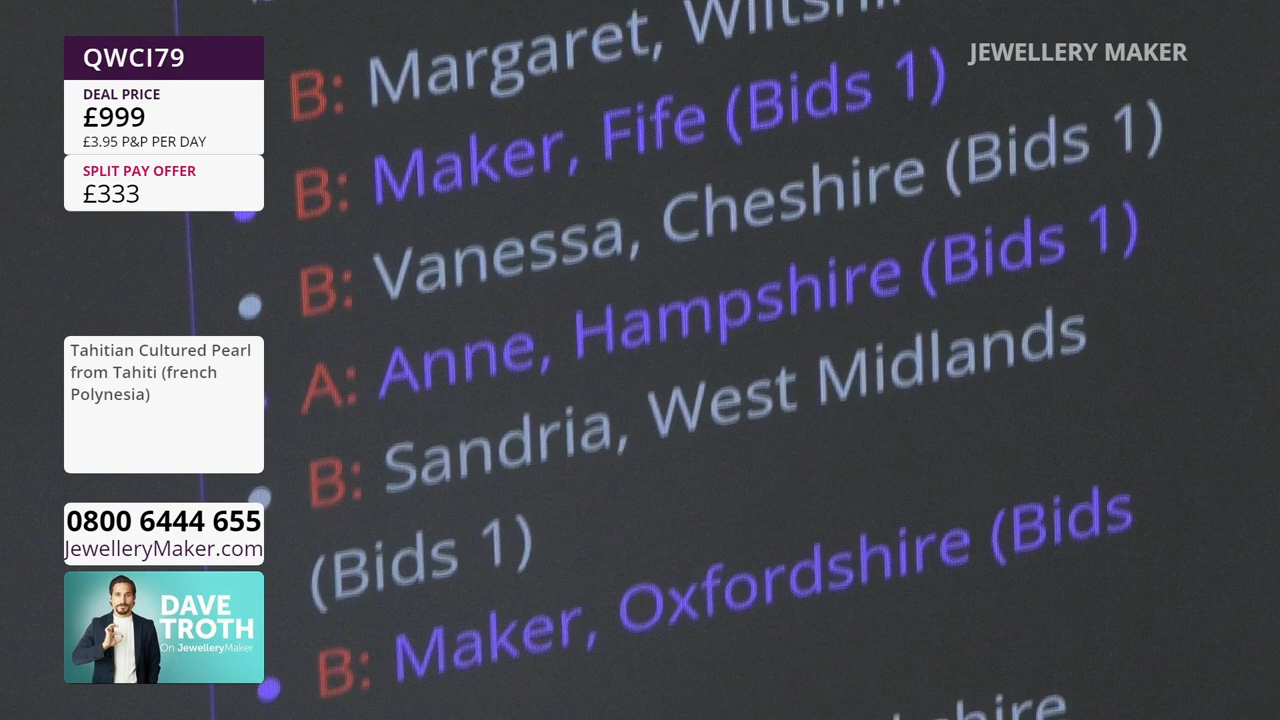 QWCI79
DEAL PRICE
£999
£3.95 P&P PER DAY
SPLIT PAY OFFER
£333
Tahitian Cultured Pearl
from Tahiti (french
Polynesia)
0800 6444 655
JewelleryMaker.com
DAVE
TROTH
On JewelleryMaker
JEWELLERY MAKER
B: Margaret,
B: Maker, Fife (Bids 1)
B: Vanessa, Cheshire (Bids 1)
A: Anne, Hampshire (Bids 1)
B: Sandria, West Midlands
(Bids 1)
B: Maker, Oxfordshire (Bids